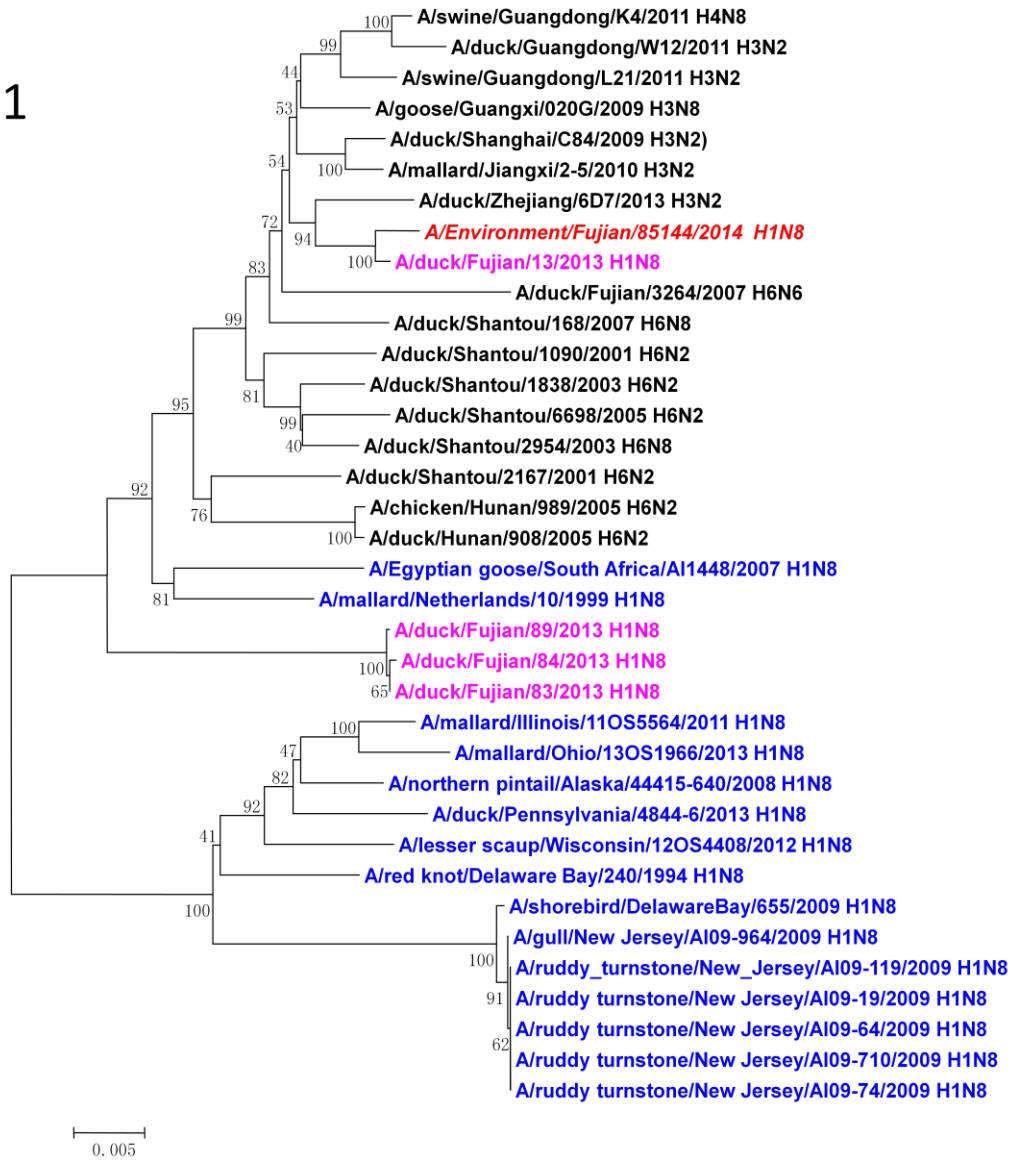 1
100
A/swine/Guangdong/K4/2011 H4N8
A/duck/Guangdong/W12/2011 H3N2
99
A/swine/Guangdong/L21/2011 H3N2
44
A/goose/Guangxi/020G/2009 H3N8
53
A/duck/Shanghai/C84/2009 H3N2)
100
A/mallard/Jiangxi/2-5/2010 H3N2
54
A/duck/Zhejiang/6D7/2013 H3N2
94
A/Environment/Fujian/85144/2014 H1N8
100
A/duck/Fujian/13/2013 H1N8
72
A/duck/Fujian/3264/2007 H6N6
83
A/duck/Shantou/168/2007 H6N8
99
A/duck/Shantou/1090/2001 H6N2
81
A/duck/Shantou/1838/2003 H6N2
99
A/duck/Shantou/6698/2005 H6N2
40
A/duck/Shantou/2954/2003 H6N8
95
A/duck/Shantou/2167/2001 H6N2
76
A/chicken/Hunan/989/2005 H6N2
100
A/duck/Hunan/908/2005 H6N2
92
A/Egyptian goose/South Africa/AI1448/2007 H1N8
81
A/mallard/Netherlands/10/1999 H1N8
A/duck/Fujian/89/2013 H1N8
100
A/duck/Fujian/84/2013 H1N8
65
A/duck/Fujian/83/2013 H1N8
100
A/mallard/Illinois/11OS5564/2011 H1N8
A/mallard/Ohio/13OS1966/2013 H1N8
47
A/northern pintail/Alaska/44415-640/2008 H1N8
82
A/duck/Pennsylvania/4844-6/2013 H1N8
92
A/lesser scaup/Wisconsin/12OS4408/2012 H1N8
41
A/red knot/Delaware Bay/240/1994 H1N8
100
A/shorebird/DelawareBay/655/2009 H1N8
A/gull/New Jersey/AI09-964/2009 H1N8
100
A/ruddy_turnstone/New_Jersey/AI09-119/2009 H1N8
91
A/ruddy turnstone/New Jersey/AI09-19/2009 H1N8
A/ruddy turnstone/New Jersey/AI09-64/2009 H1N8
62
A/ruddy turnstone/New Jersey/AI09-710/2009 H1N8
A/ruddy turnstone/New Jersey/AI09-74/2009 H1N8
0.005